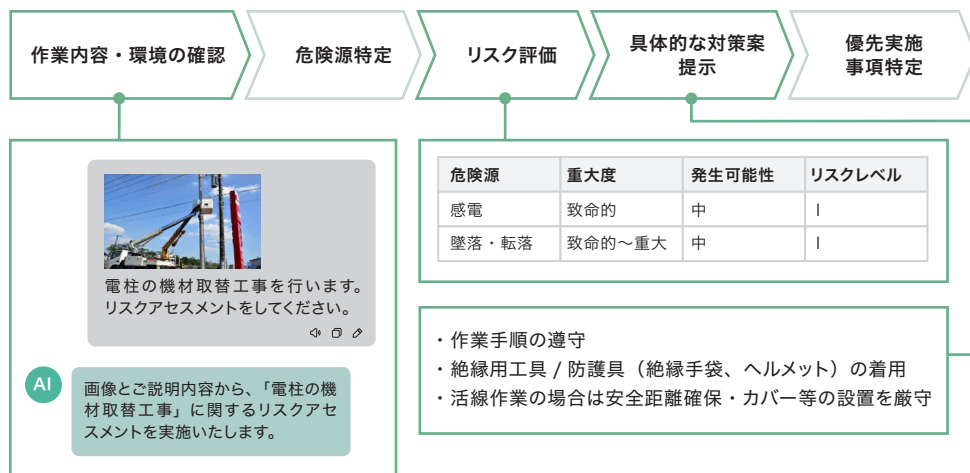 作業内容・環境の確認
危険源特定
リスク評価
具体的な対策案
提示
優先実施
事項特定
電柱の機材取替工事を行います。
リスクアセスメントをしてください。
AI
画像とご説明内容から、「電柱の機
材取替工事」に関するリスクアセ
スメントを実施いたします。
危険源 重大度 発生可能性 リスクレベル
感電 致命的 中 I
墜落・転落 致命的～重大 中 I
・作業手順の遵守
・絶縁用工具 / 防護具（絶縁手袋、ヘルメット）の着用
・活線作業の場合は安全距離確保・カバー等の設置を厳守